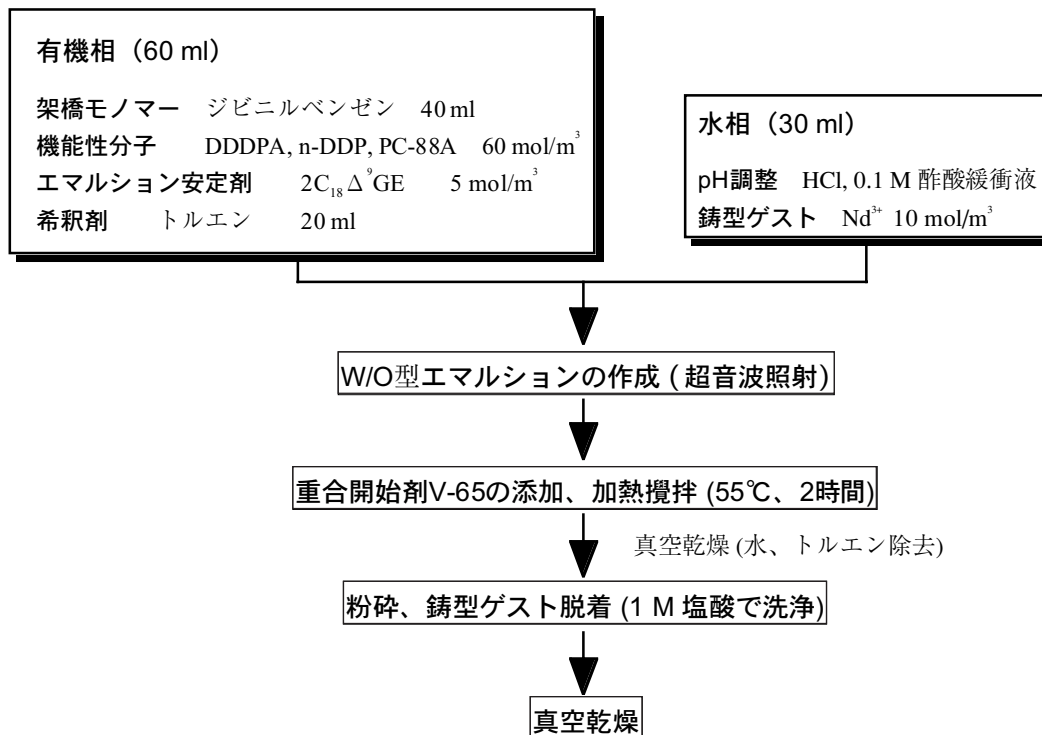 有機相（60 ml）
架橋モノマー　ジビニルベンゼン　40 ml
機能性分子　DDDPA, n-DDP, PC-88A　60 mol/m³
エマルション安定剤　2C₁₈Δ⁹GE　5 mol/m³
希釈剤　トルエン　20 ml
水相（30 ml）
pH調整　HCl, 0.1 M 酢酸緩衝液
鋳型ゲスト　Nd³⁺ 10 mol/m³
W/O型エマルションの作成 ( 超音波照射)
重合開始剤V-65の添加、加熱攪拌 (55℃、2時間)
真空乾燥 (水、トルエン除去)
粉砕、鋳型ゲスト脱着 (1 M 塩酸で洗浄)
真空乾燥